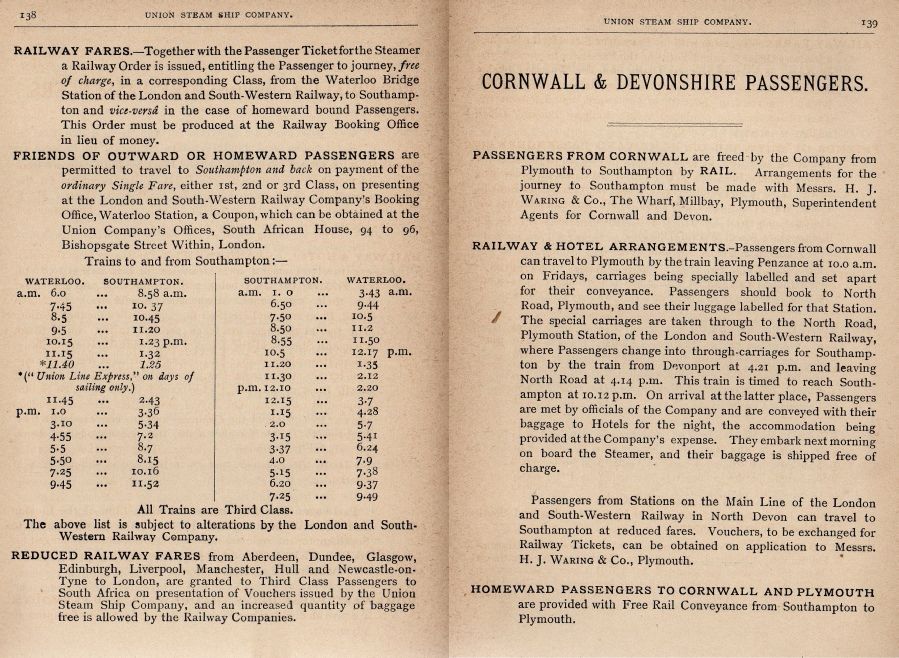 138
UNION STEAM SHIP COMPANY.
RAILWAY FARES.—Together with the Passenger Ticket for the Steamer
a Railway Order is issued, entitling the Passenger to journey, free
of charge, in a corresponding Class, from the Waterloo Bridge
Station of the London and South-Western Railway, to Southamp-
ton and vice-versâ in the case of homeward bound Passengers.
This Order must be produced at the Railway Booking Office
in lieu of money.
FRIENDS OF OUTWARD OR HOMEWARD PASSENGERS are
permitted to travel to Southampton and back on payment of the
ordinary Single Fare, either 1st, 2nd or 3rd Class, on presenting
at the London and South-Western Railway Company's Booking
Office, Waterloo Station, a Coupon, which can be obtained at the
Union Company's Offices, South African House, 94 to 96,
Bishopsgate Street Within, London.
Trains to and from Southampton:—
WATERLOO. SOUTHAMPTON.
a.m. 6.0 ... 8.58 a.m.
7.45 ... 10.37
8.5 ... 10.45
9.5 ... 11.20
10.15 ... 1.23 p.m.
11.15 ... 1.32
*11.40 ... 1.25
*(" Union Line Express," on days of
sailing only.)
11.45 ... 2.43
p.m. 1.0 ... 3.36
3.10 ... 5.34
4.55 ... 7.2
5.5 ... 8.7
5.50 ... 8.15
7.25 ... 10.16
9.45 ... 11.52
SOUTHAMPTON. WATERLOO.
a.m. 1.0 ... 3.43 a.m.
6.50 ... 9.44
7.50 ... 10.5
8.50 ... 11.2
8.55 ... 11.50
10.5 ... 12.17 p.m.
11.20 ... 1.35
11.30 ... 2.12
p.m. 12.10 ... 2.20
12.15 ... 3.7
1.15 ... 4.28
2.0 ... 5.7
3.15 ... 5.41
3.37 ... 6.24
4.0 ... 7.9
5.15 ... 7.38
6.20 ... 9.37
7.25 ... 9.49
All Trains are Third Class.
The above list is subject to alterations by the London and South-
Western Railway Company.
REDUCED RAILWAY FARES from Aberdeen, Dundee, Glasgow,
Edinburgh, Liverpool, Manchester, Hull and Newcastle-on-
Tyne to London, are granted to Third Class Passengers to
South Africa on presentation of Vouchers issued by the Union
Steam Ship Company, and an increased quantity of baggage
free is allowed by the Railway Companies.
UNION STEAM SHIP COMPANY.
139
CORNWALL & DEVONSHIRE PASSENGERS.
PASSENGERS FROM CORNWALL are freed by the Company from
Plymouth to Southampton by RAIL. Arrangements for the
journey to Southampton must be made with Messrs. H. J.
WARING & Co., The Wharf, Millbay, Plymouth, Superintendent
Agents for Cornwall and Devon.
RAILWAY & HOTEL ARRANGEMENTS.–Passengers from Cornwall
can travel to Plymouth by the train leaving Penzance at 10.0 a.m.
on Fridays, carriages being specially labelled and set apart
for their conveyance. Passengers should book to North
Road, Plymouth, and see their luggage labelled for that Station.
The special carriages are taken through to the North Road,
Plymouth Station, of the London and South-Western Railway,
where Passengers change into through-carriages for Southamp-
ton by the train from Devonport at 4.21 p.m. and leaving
North Road at 4.14 p.m. This train is timed to reach South-
ampton at 10.12 p.m. On arrival at the latter place, Passengers
are met by officials of the Company and are conveyed with their
baggage to Hotels for the night, the accommodation being
provided at the Company's expense. They embark next morning
on board the Steamer, and their baggage is shipped free of
charge.
Passengers from Stations on the Main Line of the London
and South-Western Railway in North Devon can travel to
Southampton at reduced fares. Vouchers, to be exchanged for
Railway Tickets, can be obtained on application to Messrs.
H. J. WARING & Co., Plymouth.
HOMEWARD PASSENGERS TO CORNWALL AND PLYMOUTH
are provided with Free Rail Conveyance from Southampton to
Plymouth.